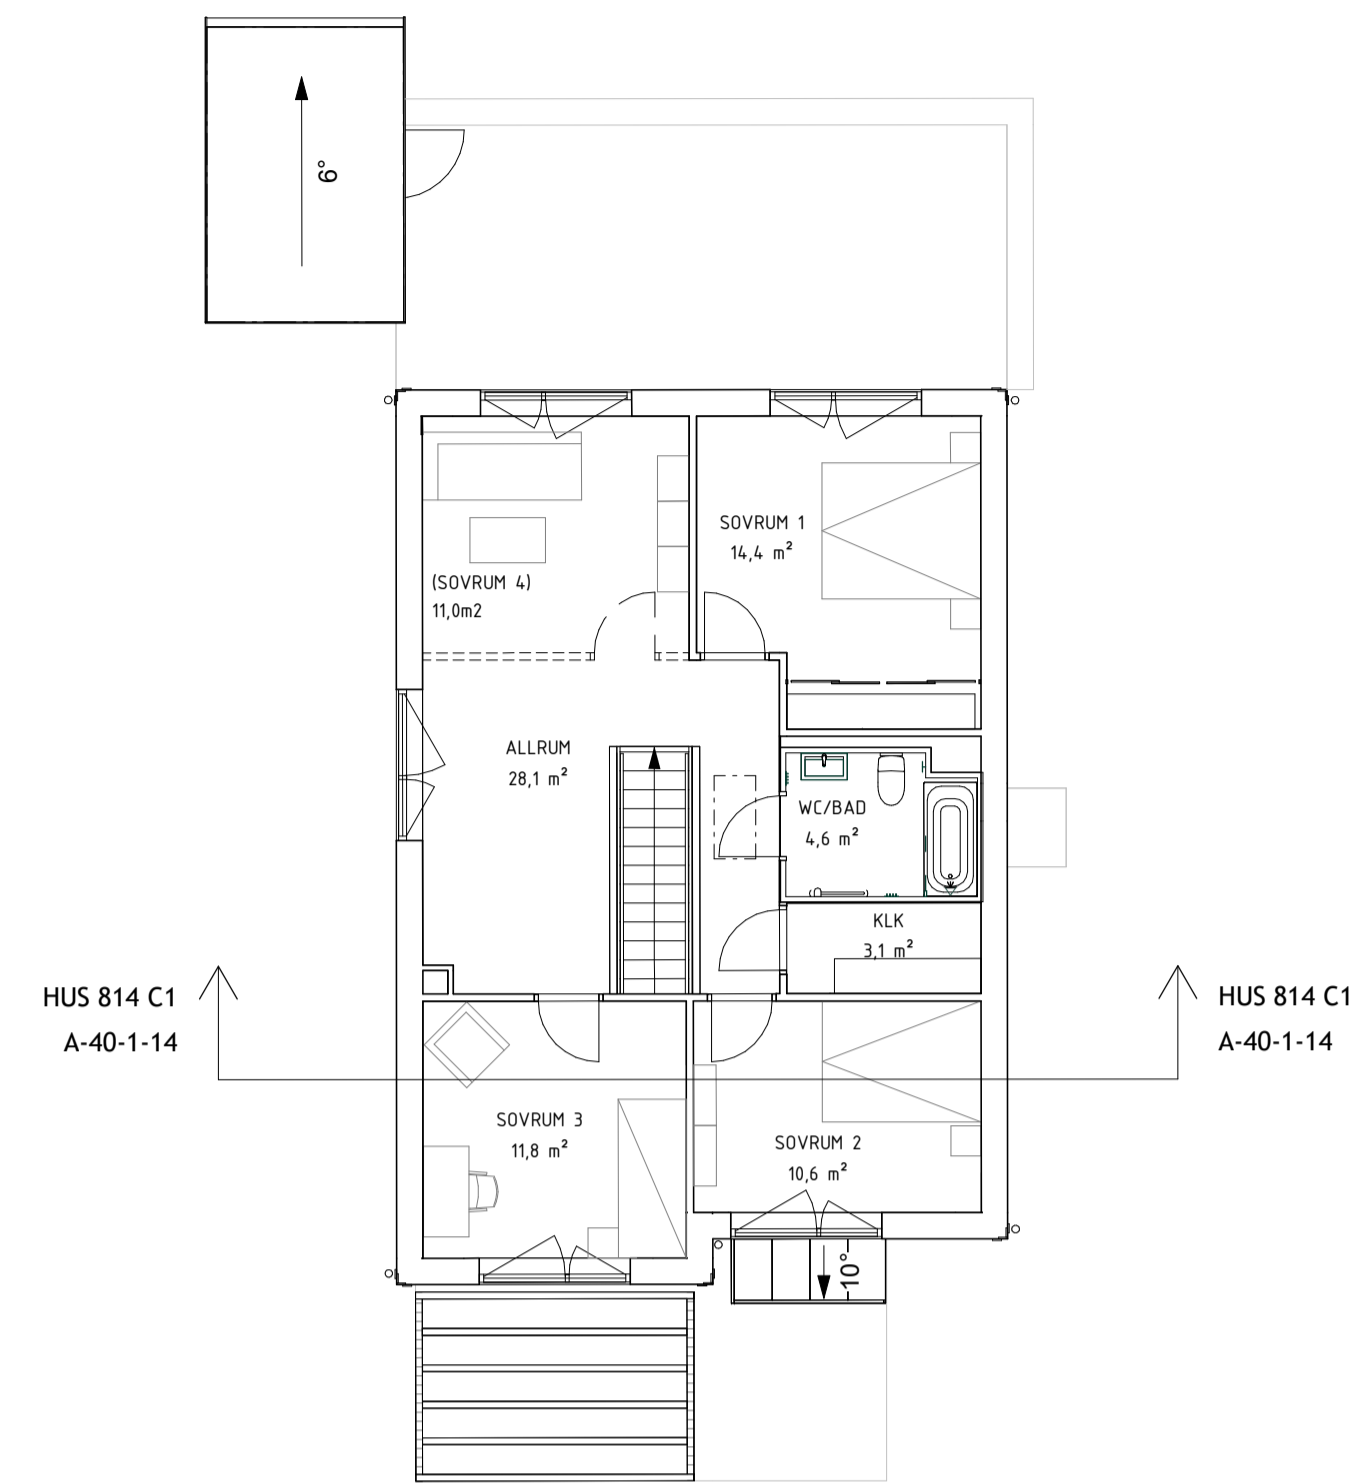 6°
SOVRUM 1
14,4 m²
(SOVRUM 4)
11,0m2
ALLRUM
28,1 m²
WC/BAD
4,6 m²
KLK
3,1 m²
HUS 814 C1
A-40-1-14
HUS 814 C1
A-40-1-14
SOVRUM 3
11,8 m²
SOVRUM 2
10,6 m²
10°